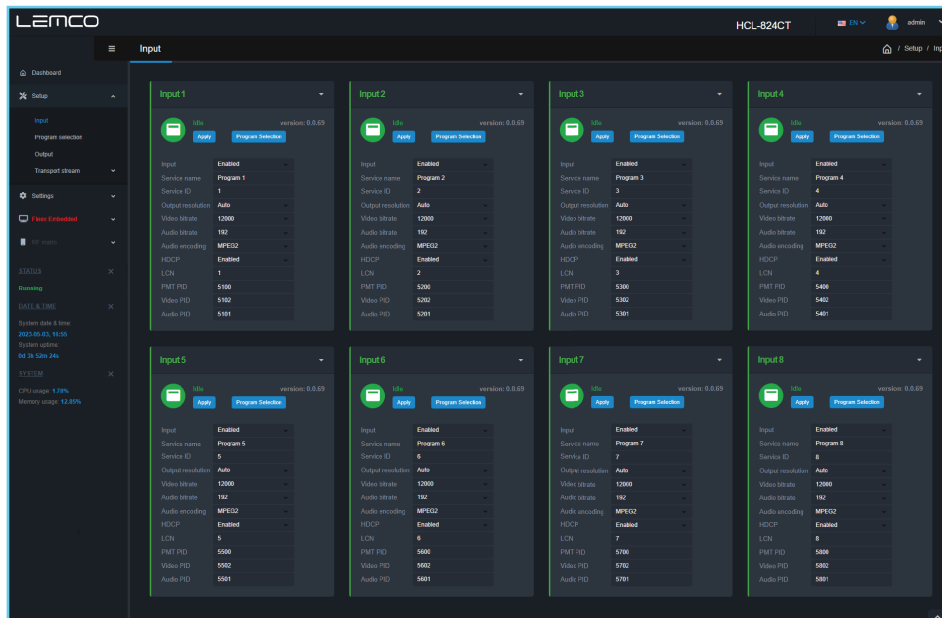 LEMCO
HCL-824CT
EN
admin
Input
/ Setup / Inp
Dashboard
Setup
Input
Program selection
Output
Transport stream
Settings
Flexo Embedded
STATUS
Running
DATE & TIME
System date & time:
2023-05-03, 16:55
System uptime:
0d 3h 52m 24s
SYSTEM
CPU usage: 1.78%
Memory usage: 12.85%
Input 1
Idle
version: 0.0.69
Apply
Program Selection
Input Enabled
Service name Program 1
Service ID 1
Output resolution Auto
Video bitrate 12000
Audio bitrate 192
Audio encoding MPEG2
HDCP Enabled
LCN 1
PMT PID 5100
Video PID 5102
Audio PID 5101
Input 2
Idle
version: 0.0.69
Apply
Program Selection
Input Enabled
Service name Program 2
Service ID 2
Output resolution Auto
Video bitrate 12000
Audio bitrate 192
Audio encoding MPEG2
HDCP Enabled
LCN 2
PMT PID 5200
Video PID 5202
Audio PID 5201
Input 3
Idle
version: 0.0.69
Apply
Program Selection
Input Enabled
Service name Program 3
Service ID 3
Output resolution Auto
Video bitrate 12000
Audio bitrate 192
Audio encoding MPEG2
HDCP Enabled
LCN 3
PMT PID 5300
Video PID 5302
Audio PID 5301
Input 4
Idle
version: 0.0.69
Apply
Program Selection
Input Enabled
Service name Program 4
Service ID 4
Output resolution Auto
Video bitrate 12000
Audio bitrate 192
Audio encoding MPEG2
HDCP Enabled
LCN 4
PMT PID 5400
Video PID 5402
Audio PID 5401
Input 5
Idle
version: 0.0.69
Apply
Program Selection
Input Enabled
Service name Program 5
Service ID 5
Output resolution Auto
Video bitrate 12000
Audio bitrate 192
Audio encoding MPEG2
HDCP Enabled
LCN 5
PMT PID 5500
Video PID 5502
Audio PID 5501
Input 6
Idle
version: 0.0.69
Apply
Program Selection
Input Enabled
Service name Program 6
Service ID 6
Output resolution Auto
Video bitrate 12000
Audio bitrate 192
Audio encoding MPEG2
HDCP Enabled
LCN 6
PMT PID 5600
Video PID 5602
Audio PID 5601
Input 7
Idle
version: 0.0.69
Apply
Program Selection
Input Enabled
Service name Program 7
Service ID 7
Output resolution Auto
Video bitrate 12000
Audio bitrate 192
Audio encoding MPEG2
HDCP Enabled
LCN 7
PMT PID 5700
Video PID 5702
Audio PID 5701
Input 8
Idle
version: 0.0.69
Apply
Program Selection
Input Enabled
Service name Program 8
Service ID 8
Output resolution Auto
Video bitrate 12000
Audio bitrate 192
Audio encoding MPEG2
HDCP Enabled
LCN 8
PMT PID 5800
Video PID 5802
Audio PID 5801